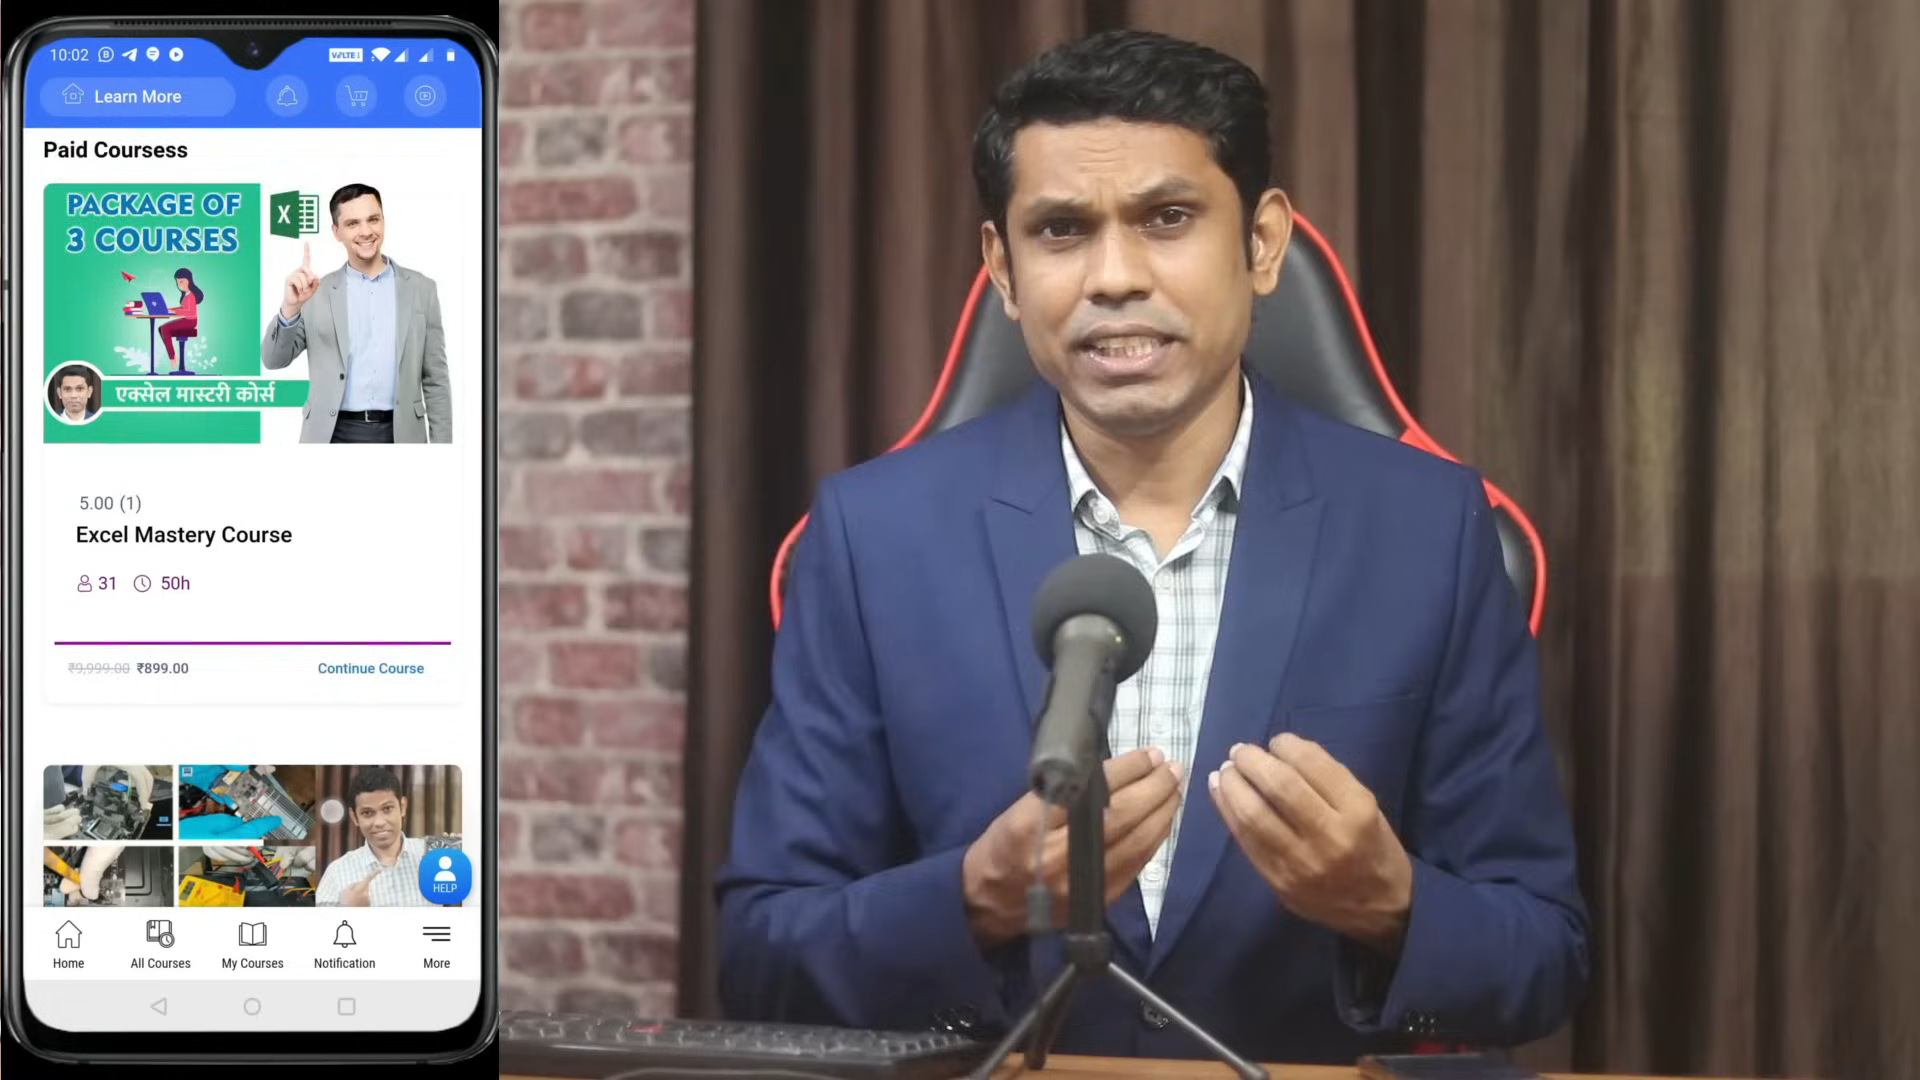 10:02
VoLTE
Learn More
Paid Coursess
PACKAGE OF
3 COURSES
X
एक्सेल मास्टरी कोर्स
5.00 (1)
Excel Mastery Course
31 50h
₹9,999.00 ₹899.00 Continue Course
HELP
Home All Courses My Courses Notification More